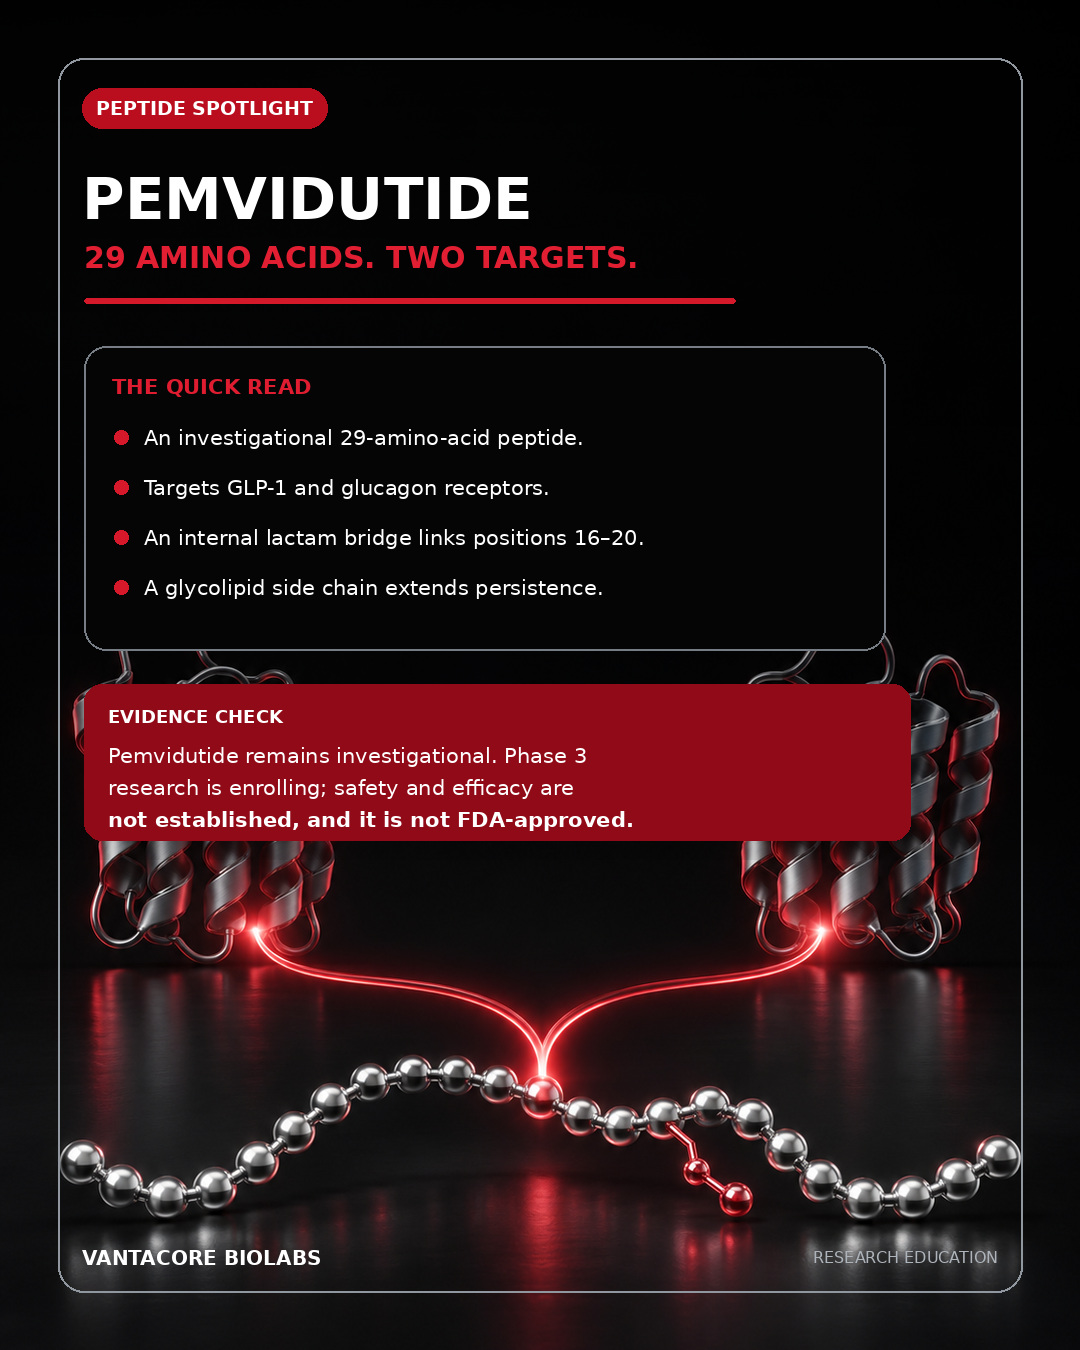 PEPTIDE SPOTLIGHT
PEMVIDUTIDE
29 AMINO ACIDS. TWO TARGETS.
THE QUICK READ
An investigational 29-amino-acid peptide.
Targets GLP-1 and glucagon receptors.
An internal lactam bridge links positions 16–20.
A glycolipid side chain extends persistence.
EVIDENCE CHECK
Pemvidutide remains investigational. Phase 3
research is enrolling; safety and efficacy are
not established, and it is not FDA-approved.
VANTACORE BIOLABS
RESEARCH EDUCATION